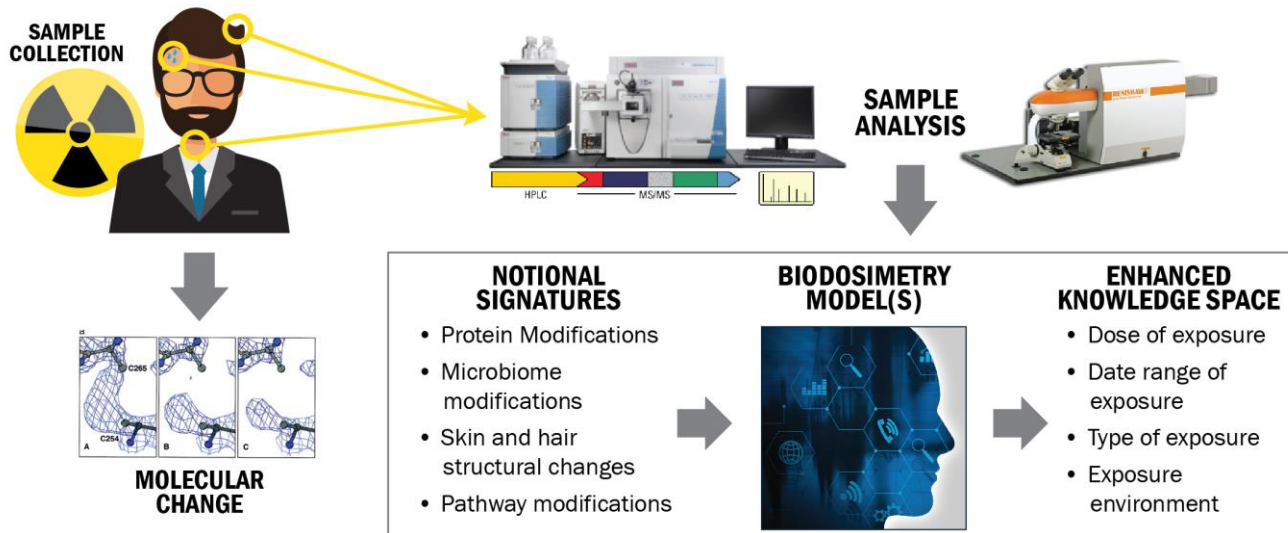 SAMPLE
COLLECTION
SAMPLE
ANALYSIS
RENISHAW
HPLC
MS/MS
C265
C254
A
B
C
MOLECULAR
CHANGE
NOTIONAL
SIGNATURES
• Protein Modifications
• Microbiome
modifications
• Skin and hair
structural changes
• Pathway modifications
BIODOSIMETRY
MODEL(S)
ENHANCED
KNOWLEDGE SPACE
• Dose of exposure
• Date range of
exposure
• Type of exposure
• Exposure
environment